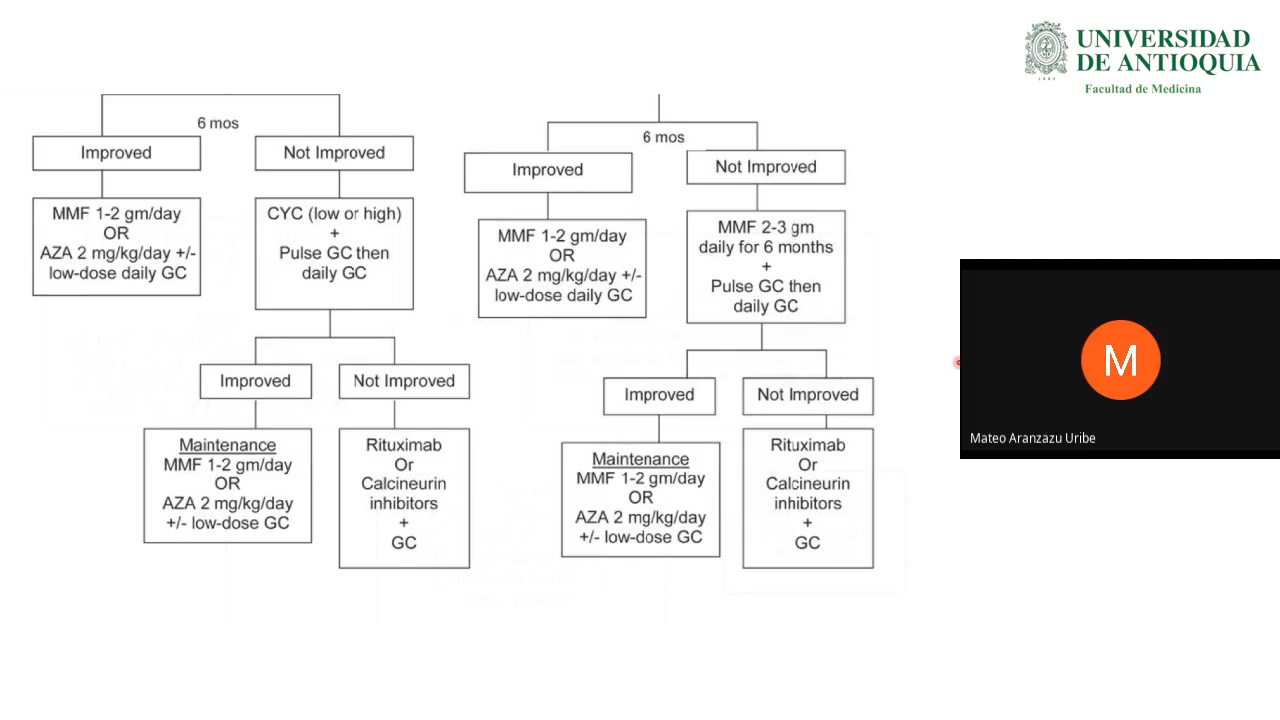 UNIVERSIDAD
DE ANTIOQUIA
1803
Facultad de Medicina
6 mos
Improved
Not Improved
MMF 1-2 gm/day
OR
AZA 2 mg/kg/day +/-
low-dose daily GC
CYC (low or high)
+
Pulse GC then
daily GC
Improved
Not Improved
Maintenance
MMF 1-2 gm/day
OR
AZA 2 mg/kg/day
+/- low-dose GC
Rituximab
Or
Calcineurin
inhibitors
+
GC
6 mos
Improved
Not Improved
MMF 1-2 gm/day
OR
AZA 2 mg/kg/day +/-
low-dose daily GC
MMF 2-3 gm
daily for 6 months
+
Pulse GC then
daily GC
Improved
Not Improved
Maintenance
MMF 1-2 gm/day
OR
AZA 2 mg/kg/day
+/- low-dose GC
Rituximab
Or
Calcineurin
inhibitors
+
GC
M
Mateo Aranzazu Uribe